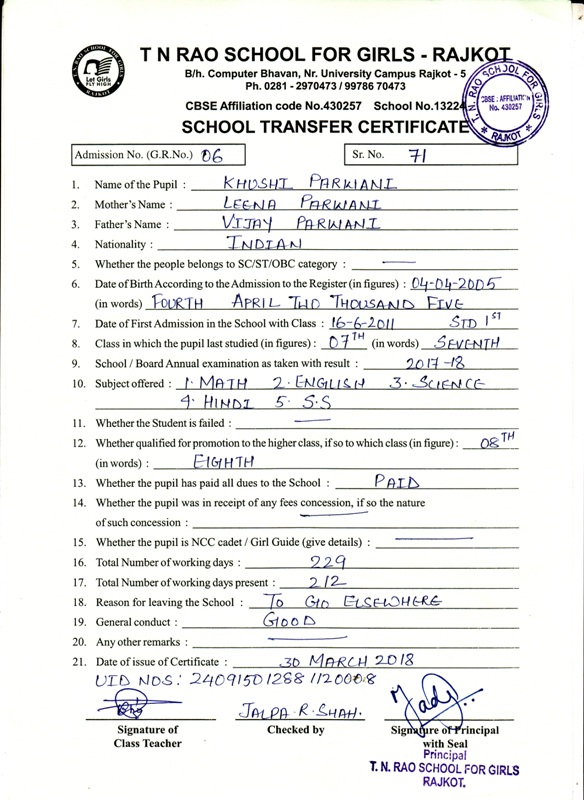 T. N. RAO SCHOOL FOR GIRLS
Let Girls
FLY HIGH
RAJKOT
T N RAO SCHOOL FOR GIRLS - RAJKOT
B/h. Computer Bhavan, Nr. University Campus Rajkot - 5
Ph. 0281 - 2970473 / 99786 70473
CBSE Affiliation code No.430257 School No.13224
T. N. RAO SCHOOL FOR GIRLS
CBSE : AFFILIATION
No. 430257
* RAJKOT *
SCHOOL TRANSFER CERTIFICATE
Admission No. (G.R.No.) 06 Sr. No. 71
1. Name of the Pupil : KHUSHI PARWANI
2. Mother's Name : LEENA PARWANI
3. Father's Name : VIJAY PARWANI
4. Nationality : INDIAN
5. Whether the people belongs to SC/ST/OBC category : —
6. Date of Birth According to the Admission to the Register (in figures) : 04-04-2005
(in words) FOURTH APRIL TWO THOUSAND FIVE
7. Date of First Admission in the School with Class : 16-6-2011 STD 1ST
8. Class in which the pupil last studied (in figures) : 07TH (in words) SEVENTH
9. School / Board Annual examination as taken with result : 2017-18
10. Subject offered : 1. MATH 2. ENGLISH 3. SCIENCE
4. HINDI 5. S.S
11. Whether the Student is failed : —
12. Whether qualified for promotion to the higher class, if so to which class (in figure) : 08TH
(in words) : EIGHTH
13. Whether the pupil has paid all dues to the School : PAID
14. Whether the pupil was in receipt of any fees concession, if so the nature
of such concession : —
15. Whether the pupil is NCC cadet / Girl Guide (give details) : —
16. Total Number of working days : 229
17. Total Number of working days present : 212
18. Reason for leaving the School : TO GO ELSEWHERE
19. General conduct : GOOD
20. Any other remarks : —
21. Date of issue of Certificate : 30 MARCH 2018
UID NOS: 240915012881120008
JALPA·R·SHAH.
Signature of Class Teacher
Checked by
Signature of Principal
with Seal
Principal
T. N. RAO SCHOOL FOR GIRLS
RAJKOT.